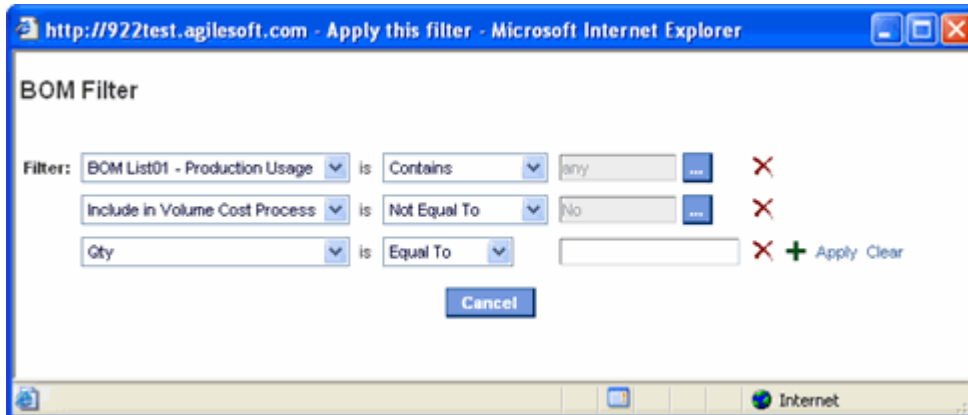 http://922test.agilesoft.com - Apply this filter - Microsoft Internet Explorer
BOM Filter
Filter: BOM List01 - Production Usage is Contains any ...
Include in Volume Cost Process is Not Equal To No ...
Qty is Equal To Apply Clear
Cancel
Internet